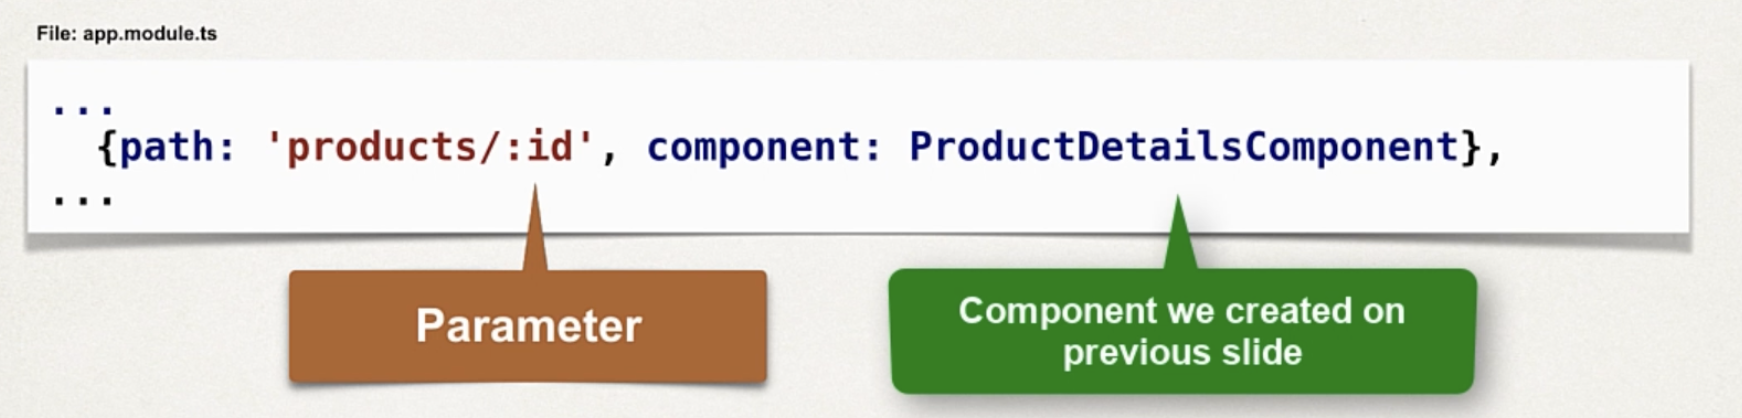 File: app.module.ts
...
{path: 'products/:id', component: ProductDetailsComponent},
...
Parameter
Component we created on
previous slide